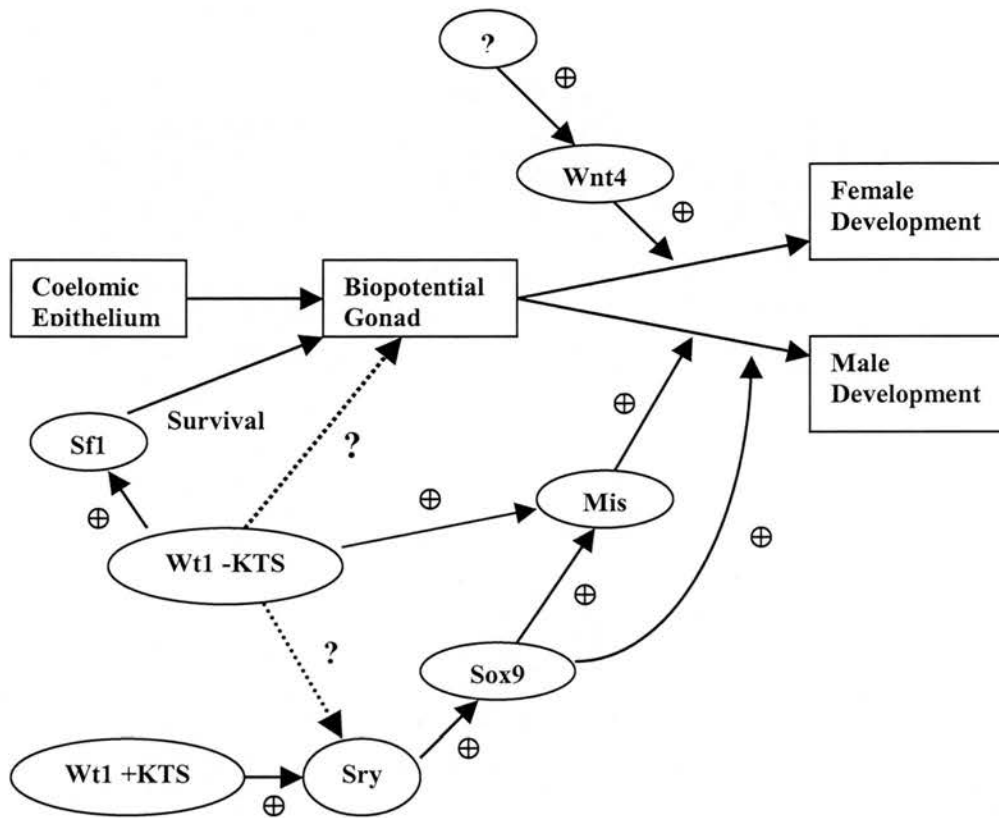 ?
Wnt4
Female
Development
Coelomic
Epithelium
Biopotential
Gonad
Male
Development
Survival
Sf1
?
Mis
Wt1 -KTS
?
Sox9
Wt1 +KTS
Sry